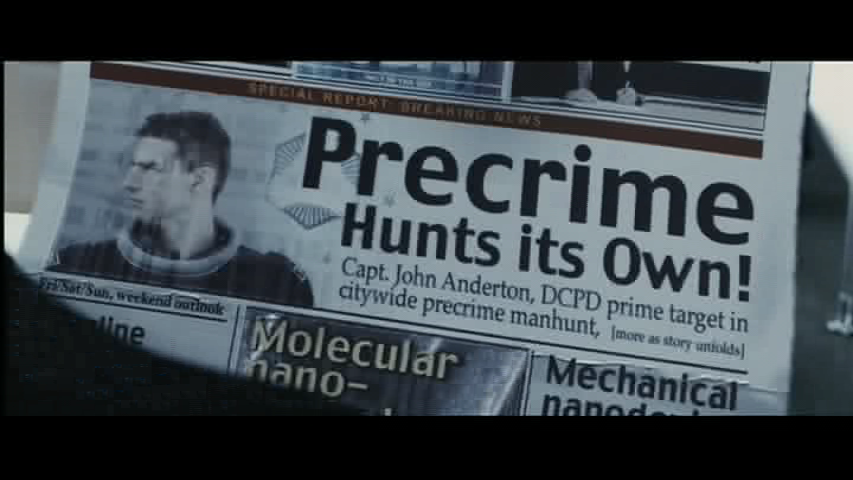 SPECIAL REPORT: BREAKING NEWS
Precrime
Hunts its Own!
Capt. John Anderton, DCPD prime target in
citywide precrime manhunt, [more as story unfolds]
Fri/Sat/Sun, weekend outlook
Molecular
nano-
Mechanical